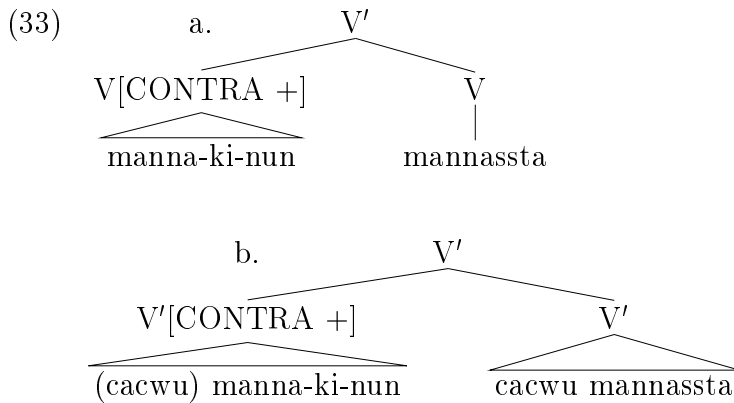 (33) a. V′
V[CONTRA +] V
manna-ki-nun mannassta
b. V′
V′[CONTRA +] V′
(cacwu) manna-ki-nun cacwu mannassta